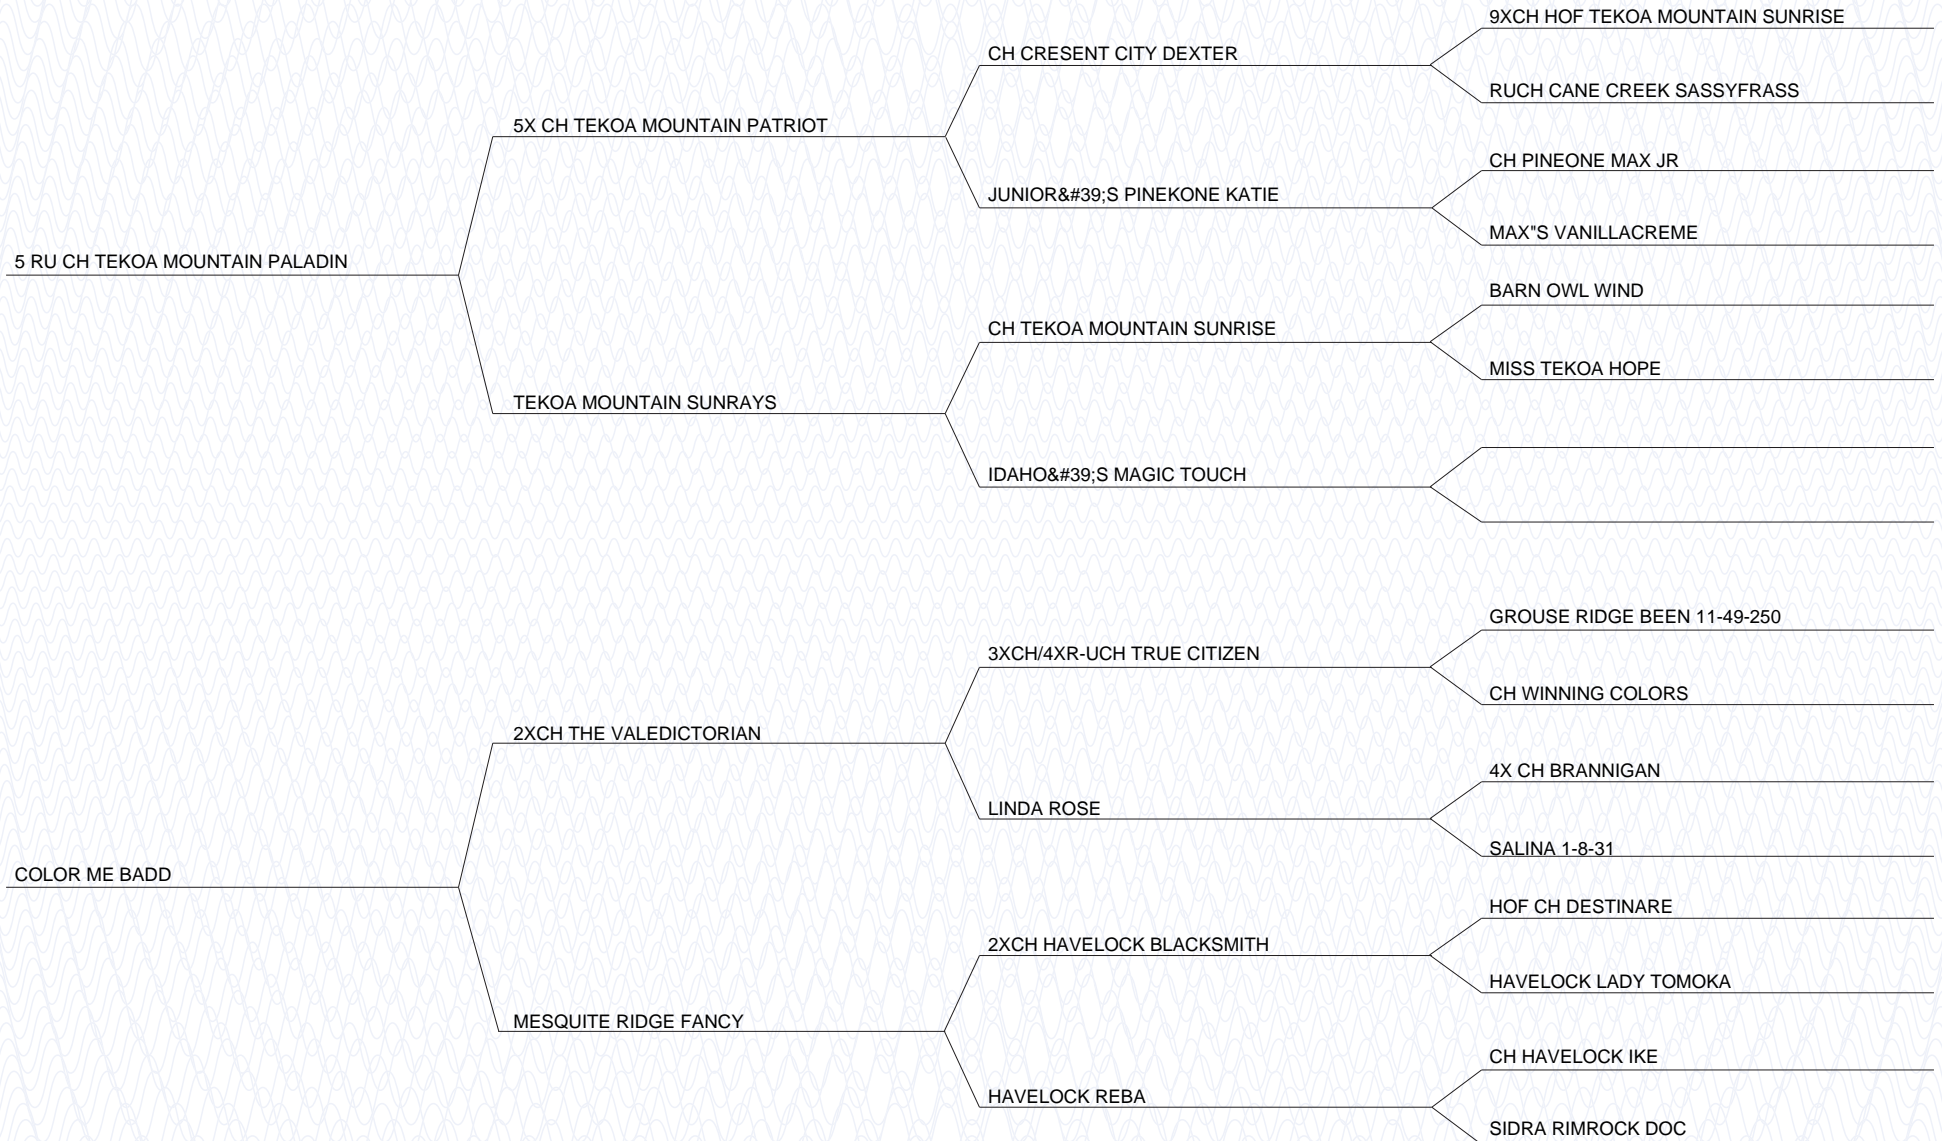 9XCH HOF TEKOA MOUNTAIN SUNRISE
CH CRESENT CITY DEXTER
RUCH CANE CREEK SASSYFRASS
5X CH TEKOA MOUNTAIN PATRIOT
CH PINEONE MAX JR
JUNIOR&#39;S PINEKONE KATIE
MAX"S VANILLACREME
5 RU CH TEKOA MOUNTAIN PALADIN
BARN OWL WIND
CH TEKOA MOUNTAIN SUNRISE
MISS TEKOA HOPE
TEKOA MOUNTAIN SUNRAYS
IDAHO&#39;S MAGIC TOUCH
GROUSE RIDGE BEEN 11-49-250
3XCH/4XR-UCH TRUE CITIZEN
CH WINNING COLORS
2XCH THE VALEDICTORIAN
4X CH BRANNIGAN
LINDA ROSE
SALINA 1-8-31
COLOR ME BADD
HOF CH DESTINARE
2XCH HAVELOCK BLACKSMITH
HAVELOCK LADY TOMOKA
MESQUITE RIDGE FANCY
CH HAVELOCK IKE
HAVELOCK REBA
SIDRA RIMROCK DOC